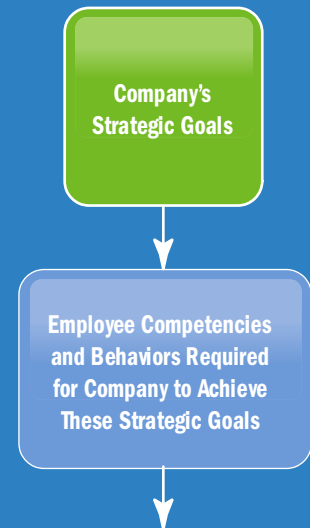 Company's
Strategic Goals
Employee Competencies
and Behaviors Required
for Company to Achieve
These Strategic Goals